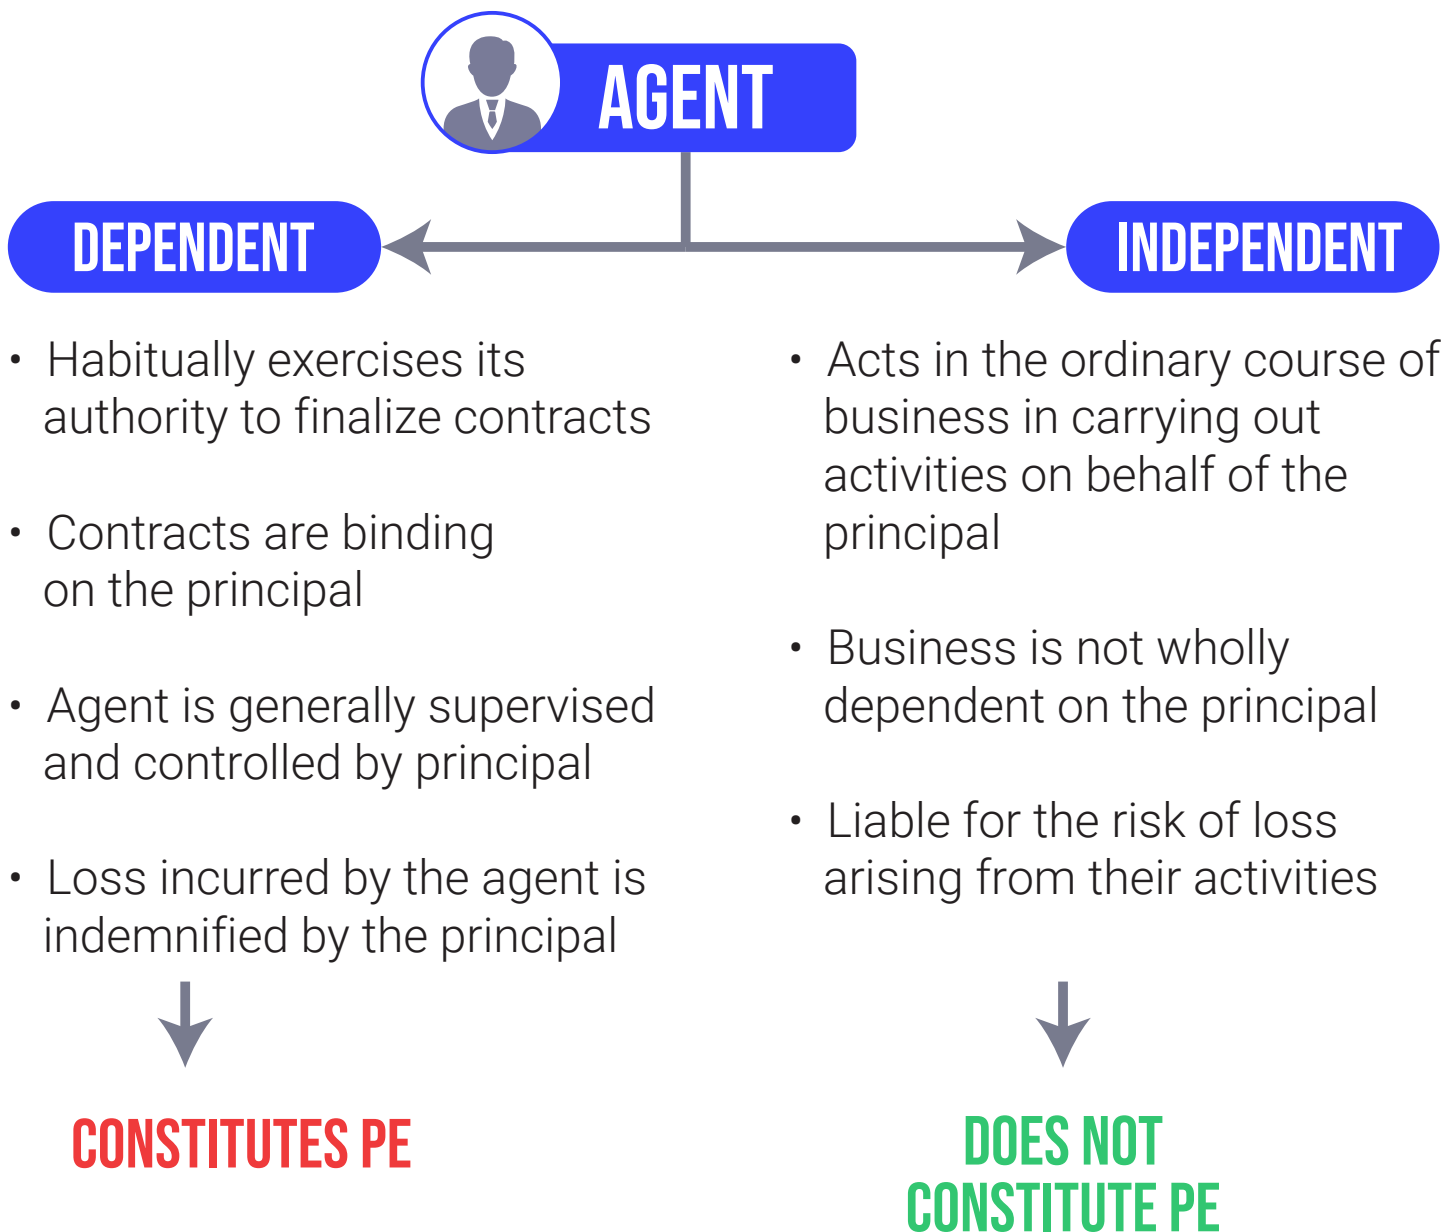 AGENT
DEPENDENT
• Habitually exercises its
authority to finalize contracts
• Contracts are binding
on the principal
• Agent is generally supervised
and controlled by principal
• Loss incurred by the agent is
indemnified by the principal
CONSTITUTES PE
INDEPENDENT
• Acts in the ordinary course of
business in carrying out
activities on behalf of the
principal
• Business is not wholly
dependent on the principal
• Liable for the risk of loss
arising from their activities
DOES NOT
CONSTITUTE PE